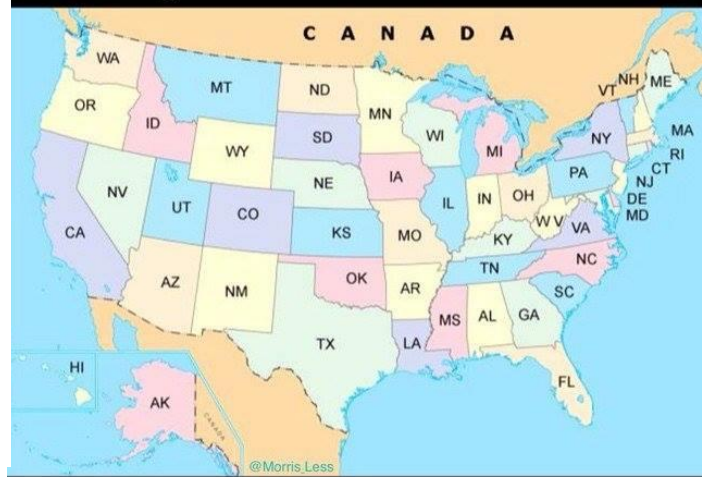 CANADA
WA
MT
ND
MN
VT
NH
ME
OR
ID
SD
WI
MI
NY
MA
RI
CT
WY
IA
PA
NJ
DE
MD
NV
NE
IL
IN
OH
UT
CO
KS
MO
WV
VA
CA
KY
NC
AZ
NM
OK
AR
TN
SC
MS
AL
GA
TX
LA
HI
FL
AK
CANADA
@Morris_Less